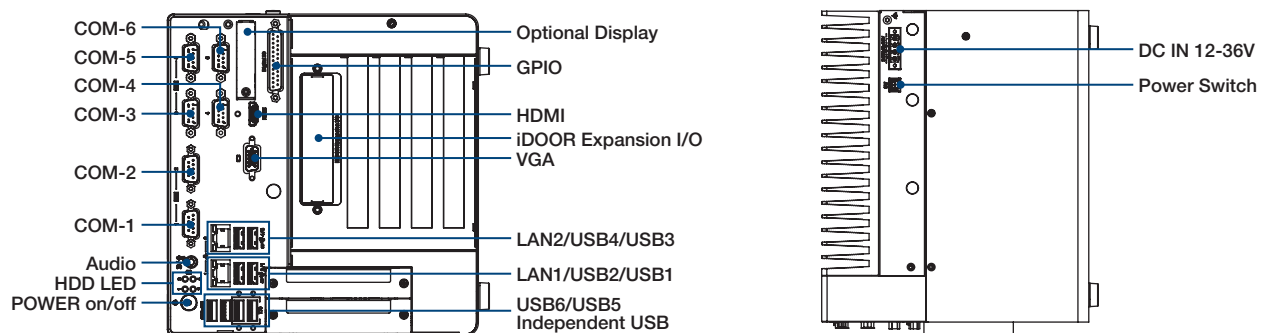 COM-6
COM-5
COM-4
COM-3
COM-2
COM-1
Audio
HDD LED
POWER on/off
Optional Display
GPIO
HDMI
iDOOR Expansion I/O
VGA
LAN2/USB4/USB3
LAN1/USB2/USB1
USB6/USB5
Independent USB
DC IN 12-36V
Power Switch